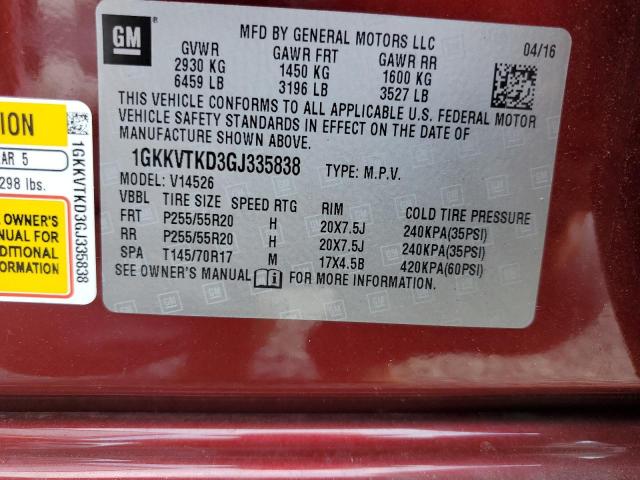 GM
MFD BY GENERAL MOTORS LLC
04/16
GVWR GAWR FRT GAWR RR
2930 KG 1450 KG 1600 KG
6459 LB 3196 LB 3527 LB
THIS VEHICLE CONFORMS TO ALL APPLICABLE U.S. FEDERAL MOTOR
VEHICLE SAFETY STANDARDS IN EFFECT ON THE DATE OF
MANUFACTURE SHOWN ABOVE.
1GKKVTKD3GJ335838 TYPE: M.P.V.
MODEL: V14526
VBBL TIRE SIZE SPEED RTG RIM COLD TIRE PRESSURE
FRT P255/55R20 H 20X7.5J 240KPA(35PSI)
RR P255/55R20 H 20X7.5J 240KPA(35PSI)
SPA T145/70R17 M 17X4.5B 420KPA(60PSI)
SEE OWNER'S MANUAL FOR MORE INFORMATION.
ION
AR 5
298 lbs.
OWNER'S
NUAL FOR
DITIONAL
ORMATION
1GKKVTKD3GJ335838